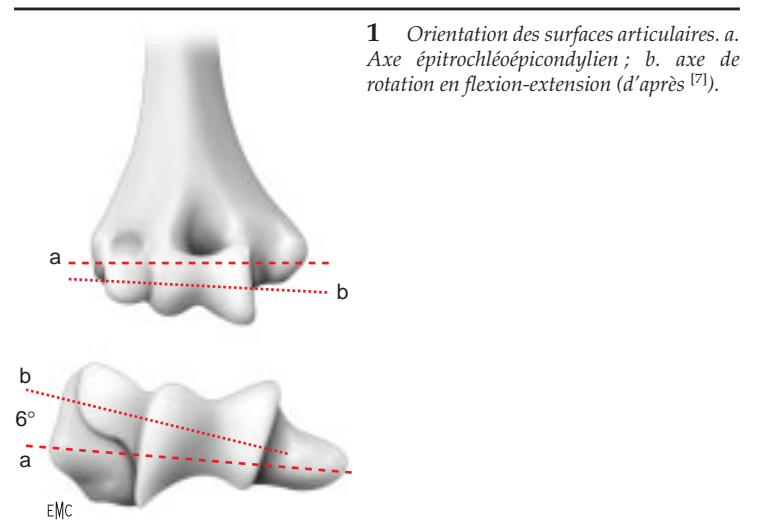 1 Orientation des surfaces articulaires. a.
Axe épitrochléoépicondylien ; b. axe de
rotation en flexion-extension (d'après [7]).
a
b
b
6°
a
EMC